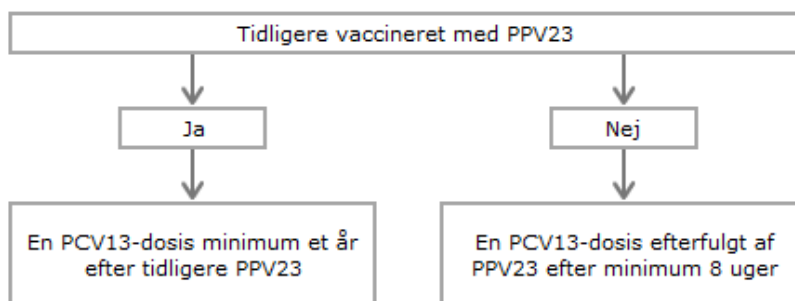 Tidligere vaccineret med PPV23
Ja
Nej
En PCV13-dosis minimum et år
efter tidligere PPV23
En PCV13-dosis efterfulgt af
PPV23 efter minimum 8 uger